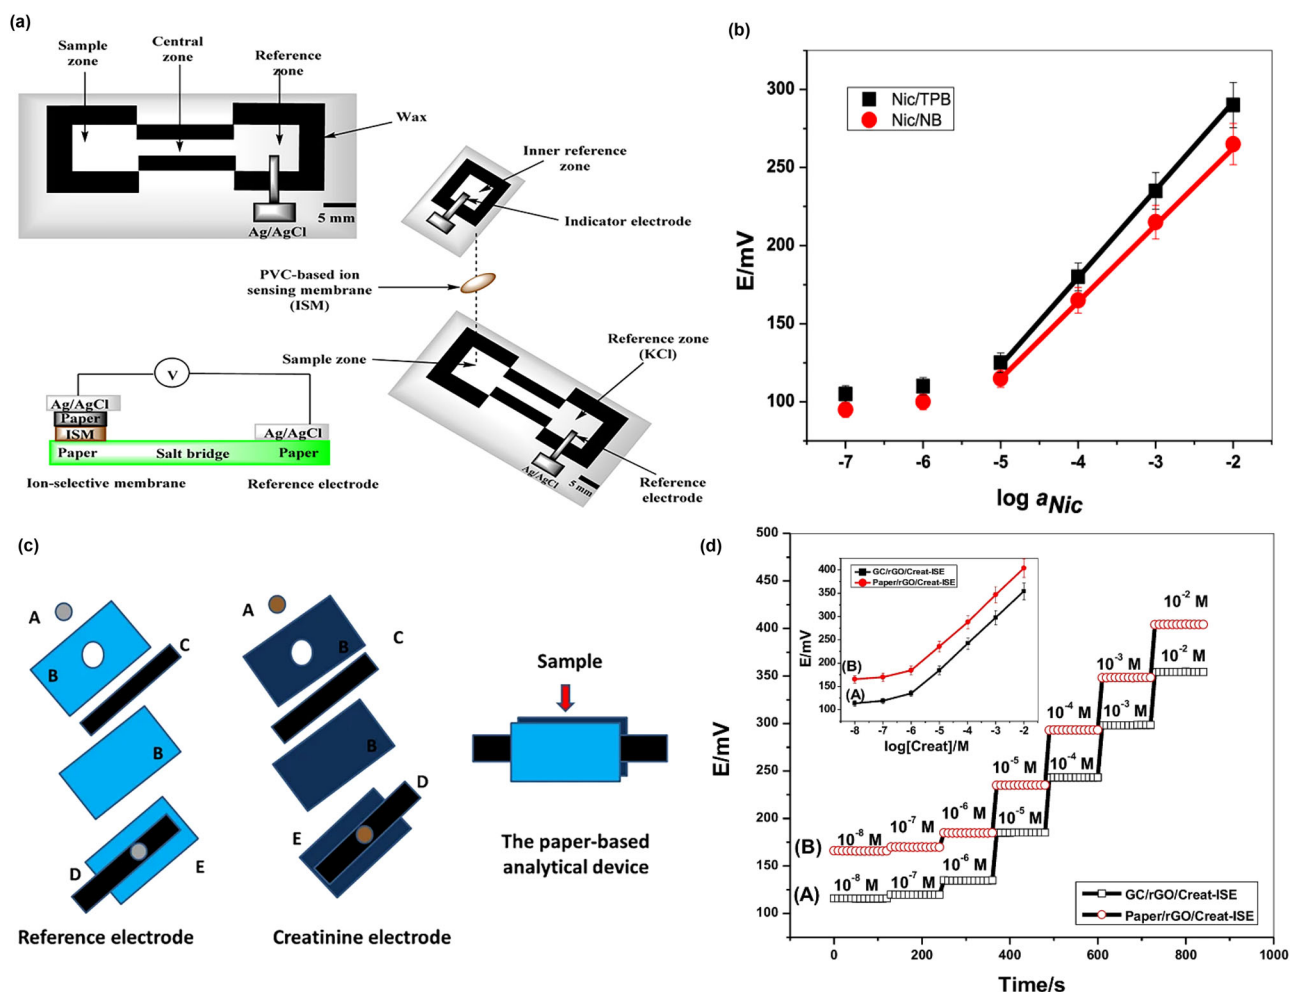 (a)
Sample
zone
Central
zone
Reference
zone
Wax
5 mm
Ag/AgCl
Inner reference
zone
Indicator electrode
PVC-based ion
sensing membrane
(ISM)
Reference zone
(KCl)
Sample zone
Ag/AgCl
5 mm
Reference
electrode
V
Ag/AgCl
Paper
ISM
Ag/AgCl
Paper
Salt bridge
Paper
Ion-selective membrane
Reference electrode
(b)
Nic/TPB
Nic/NB
E/mV
300
250
200
150
100
-7
-6
-5
-4
-3
-2
log aNic
(c)
A
B
C
B
D
E
Reference electrode
A
B
C
B
D
E
Creatinine electrode
Sample
The paper-based
analytical device
(d)
E/mV
500
450
400
350
300
250
200
150
100
0
200
400
600
800
1000
Time/s
GC/rGO/Creat-ISE
Paper/rGO/Creat-ISE
E/mV
400
350
300
250
200
150
100
(B)
(A)
-8
-7
-6
-5
-4
-3
-2
-1
log[Creat]/M
(B)
10-8 M
10-7 M
10-6 M
10-5 M
10-4 M
10-3 M
10-2 M
(A)
10-8 M
10-7 M
10-6 M
10-5 M
10-4 M
10-3 M
10-2 M
GC/rGO/Creat-ISE
Paper/rGO/Creat-ISE